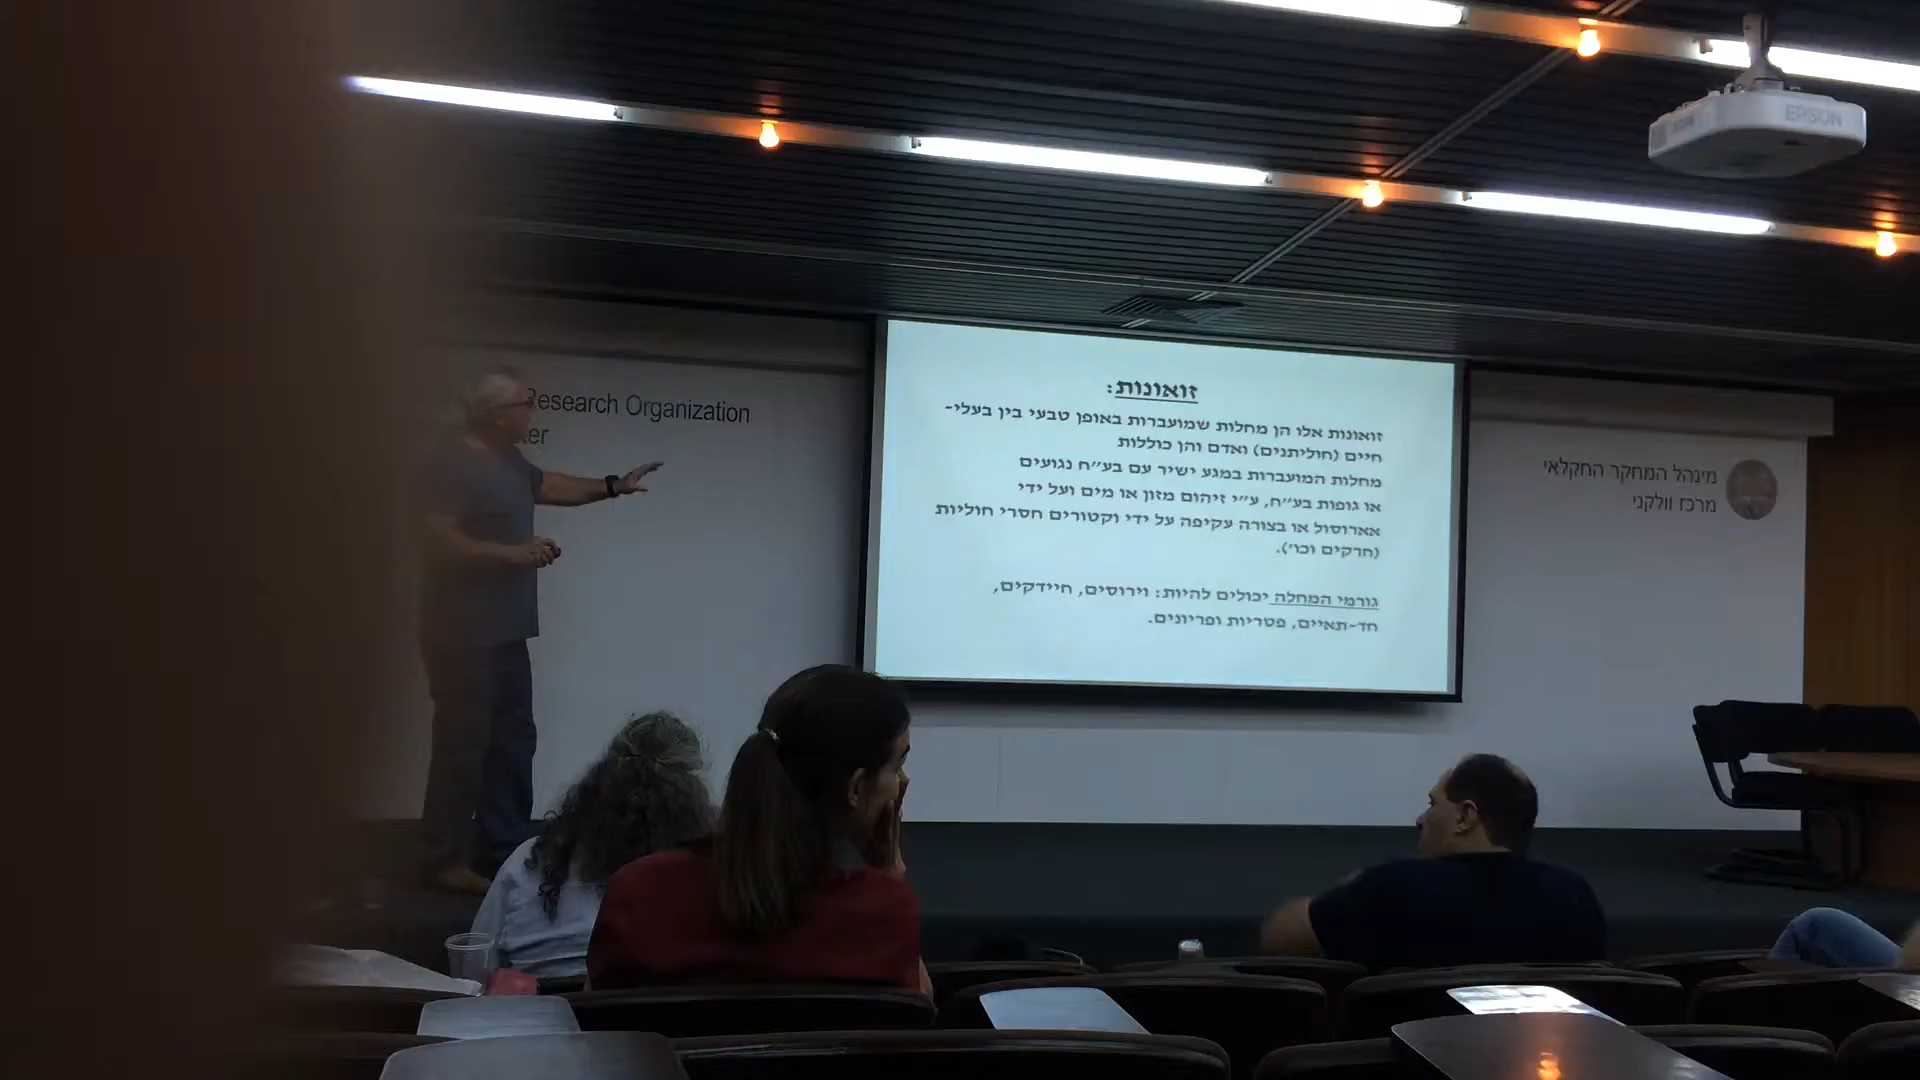 EPSON
Research Organization
ter
זואונות:
זואונות אלו הן מחלות שמועברות באופן טבעי בין בעלי-
חיים (חוליתנים) ואדם והן כוללות
מחלות המועברות במגע ישיר עם בע״ח נגועים
או גופות בע״ח, ע״י זיהום מזון או מים ועל ידי
אארוסול או בצורה עקיפה על ידי וקטורים חסרי חוליות
(חרקים וכו׳).
גורמי המחלה יכולים להיות: וירוסים, חיידקים,
חד-תאיים, פטריות ופריונים.
מינהל המחקר החקלאי
מרכז וולקני